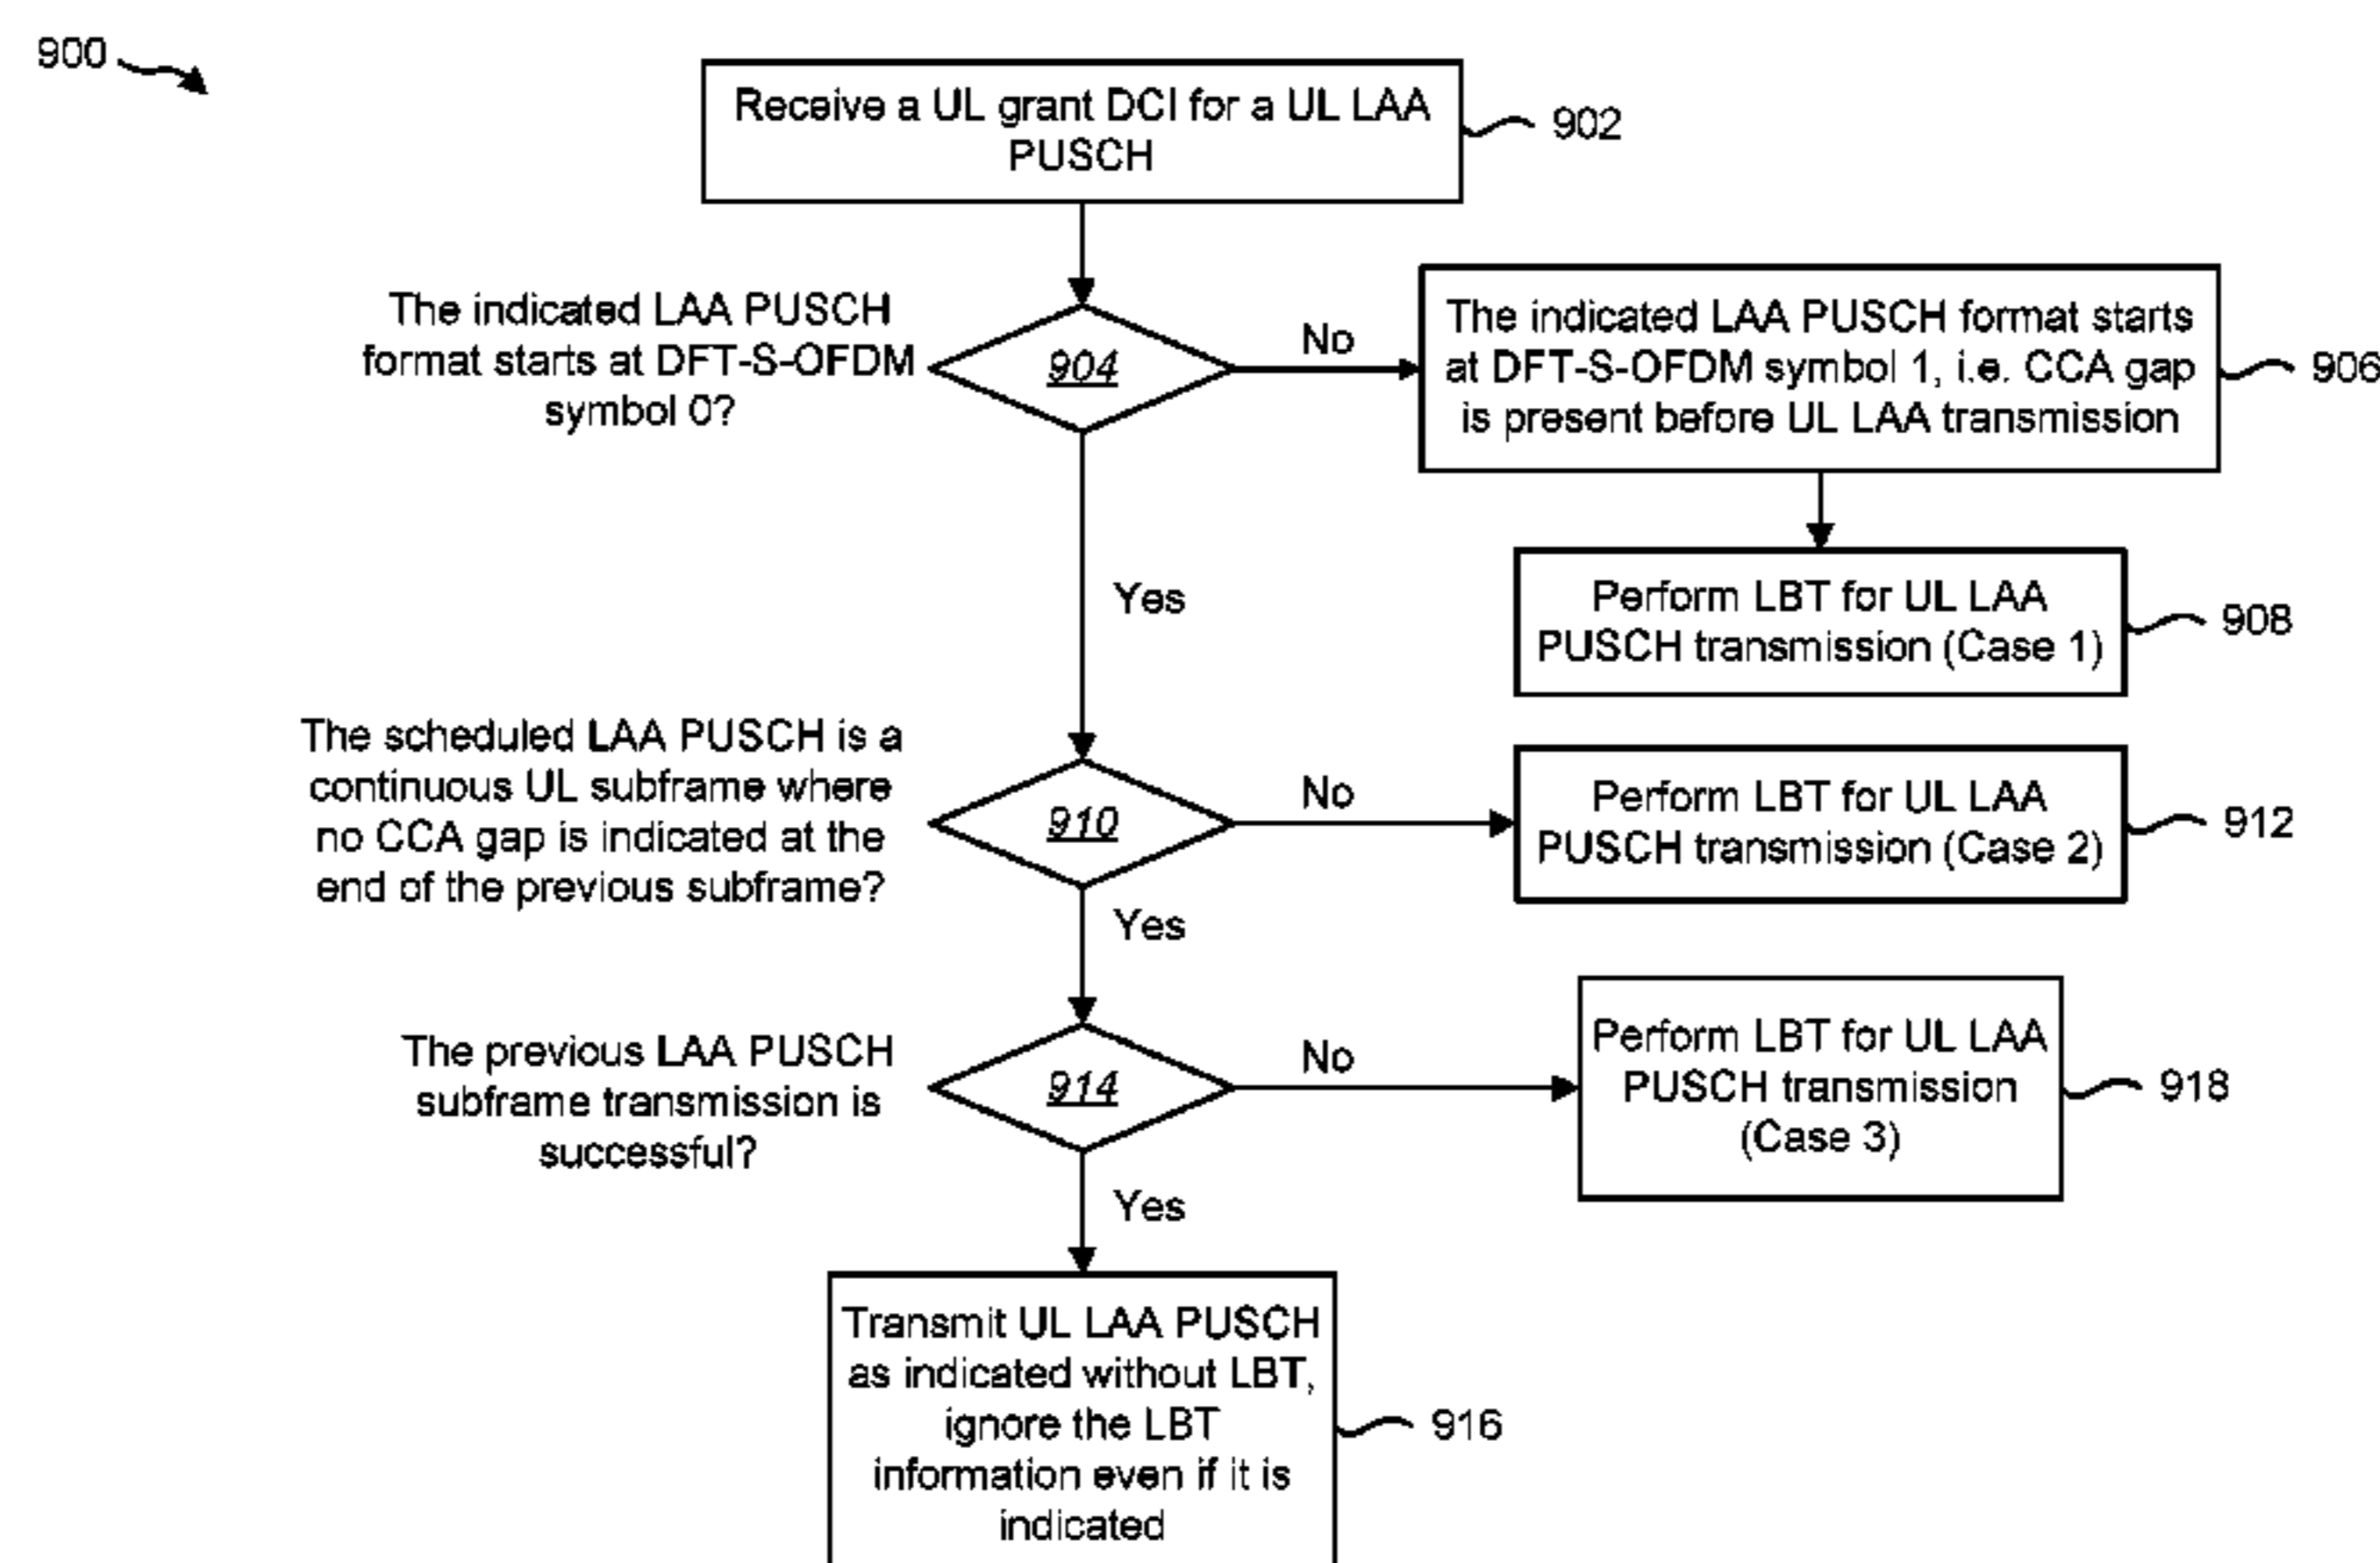 900
Receive a UL grant DCI for a UL LAA
PUSCH
902
The indicated LAA PUSCH
format starts at DFT-S-OFDM
symbol 0?
904
No
The indicated LAA PUSCH format starts
at DFT-S-OFDM symbol 1, i.e. CCA gap
is present before UL LAA transmission
906
Yes
Perform LBT for UL LAA
PUSCH transmission (Case 1)
908
The scheduled LAA PUSCH is a
continuous UL subframe where
no CCA gap is indicated at the
end of the previous subframe?
910
No
Perform LBT for UL LAA
PUSCH transmission (Case 2)
912
Yes
The previous LAA PUSCH
subframe transmission is
successful?
914
No
Perform LBT for UL LAA
PUSCH transmission
(Case 3)
918
Yes
Transmit UL LAA PUSCH
as indicated without LBT,
ignore the LBT
information even if it is
indicated
916